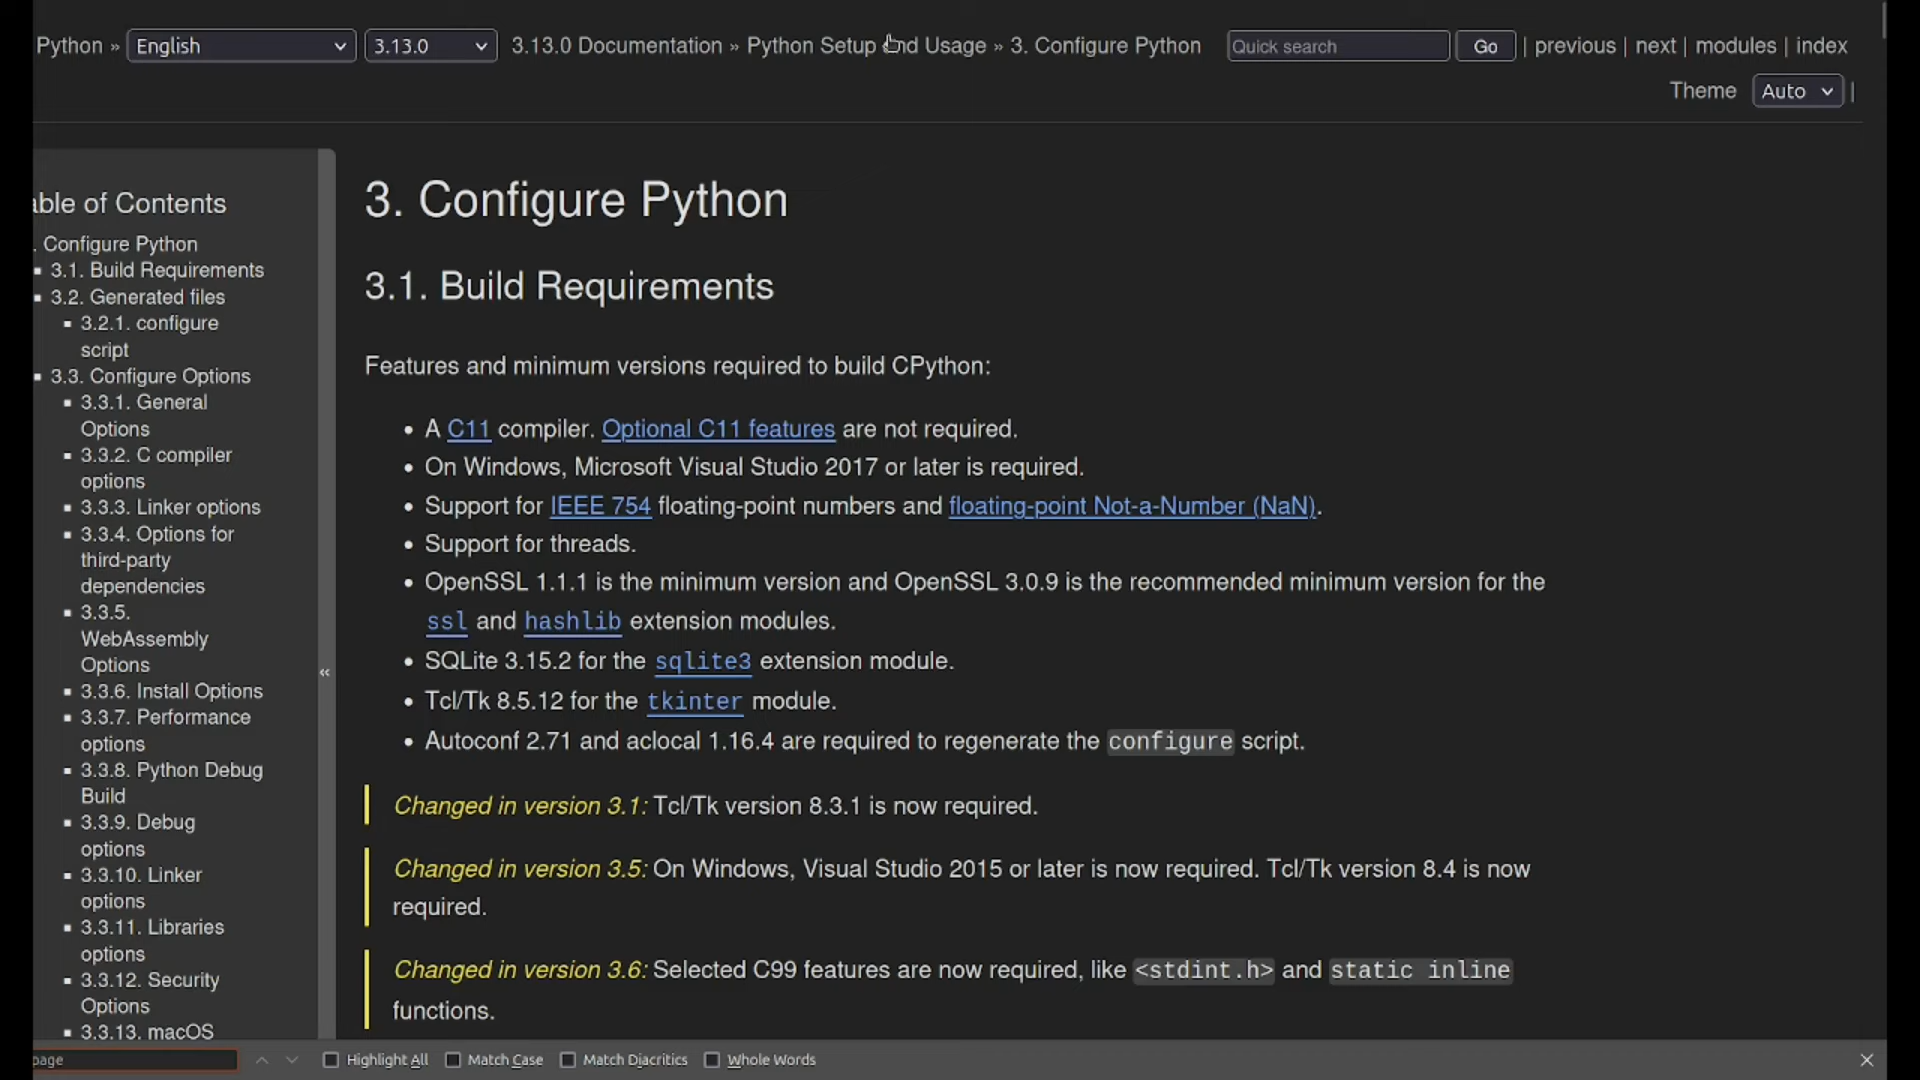 Python » English 3.13.0 3.13.0 Documentation » Python Setup and Usage » 3. Configure Python Quick search Go | previous | next | modules | index
Theme Auto |
able of Contents
. Configure Python
3.1. Build Requirements
3.2. Generated files
3.2.1. configure
script
3.3. Configure Options
3.3.1. General
Options
3.3.2. C compiler
options
3.3.3. Linker options
3.3.4. Options for
third-party
dependencies
3.3.5.
WebAssembly
Options
3.3.6. Install Options
3.3.7. Performance
options
3.3.8. Python Debug
Build
3.3.9. Debug
options
3.3.10. Linker
options
3.3.11. Libraries
options
3.3.12. Security
Options
3.3.13. macOS
«
3. Configure Python
3.1. Build Requirements
Features and minimum versions required to build CPython:
• A C11 compiler. Optional C11 features are not required.
• On Windows, Microsoft Visual Studio 2017 or later is required.
• Support for IEEE 754 floating-point numbers and floating-point Not-a-Number (NaN).
• Support for threads.
• OpenSSL 1.1.1 is the minimum version and OpenSSL 3.0.9 is the recommended minimum version for the
ssl and hashlib extension modules.
• SQLite 3.15.2 for the sqlite3 extension module.
• Tcl/Tk 8.5.12 for the tkinter module.
• Autoconf 2.71 and aclocal 1.16.4 are required to regenerate the configure script.
Changed in version 3.1: Tcl/Tk version 8.3.1 is now required.
Changed in version 3.5: On Windows, Visual Studio 2015 or later is now required. Tcl/Tk version 8.4 is now
required.
Changed in version 3.6: Selected C99 features are now required, like <stdint.h> and static inline
functions.
page Highlight All Match Case Match Diacritics Whole Words